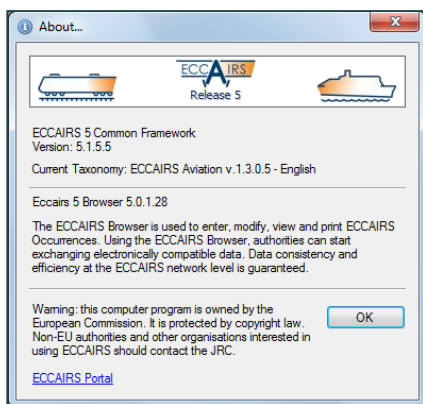 About...
ECCAIRS
Release 5
ECCAIRS 5 Common Framework
Version: 5.1.5.5
Current Taxonomy: ECCAIRS Aviation v.1.3.0.5 - English
Eccairs 5 Browser 5.0.1.28
The ECCAIRS Browser is used to enter, modify, view and print ECCAIRS
Occurrences. Using the ECCAIRS Browser, authorities can start
exchanging electronically compatible data. Data consistency and
efficiency at the ECCAIRS network level is guaranteed.
Warning: this computer program is owned by the
European Commission. It is protected by copyright law.
Non-EU authorities and other organisations interested in
using ECCAIRS should contact the JRC.
OK
ECCAIRS Portal